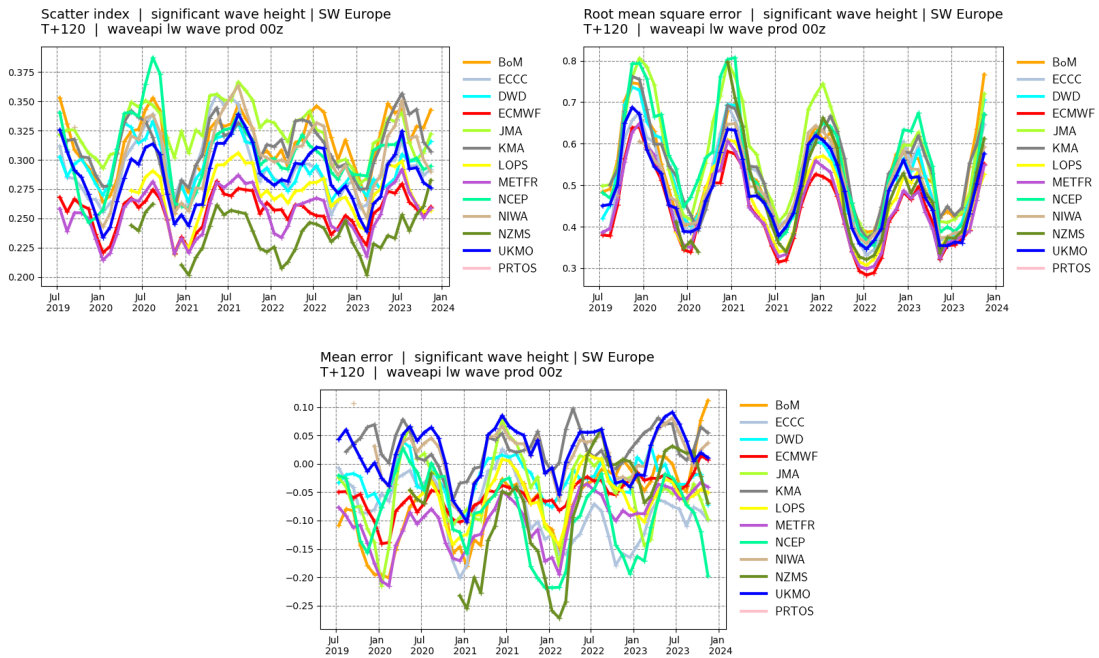 Scatter index | significant wave height | SW Europe
T+120 | waveapi lw wave prod 00z
0.375
0.350
0.325
0.300
0.275
0.250
0.225
0.200
Jul 2019
Jan 2020
Jul 2020
Jan 2021
Jul 2021
Jan 2022
Jul 2022
Jan 2023
Jul 2023
Jan 2024
BoM
ECCC
DWD
ECMWF
JMA
KMA
LOPS
METFR
NCEP
NIWA
NZMS
UKMO
PRTOS
Root mean square error | significant wave height | SW Europe
T+120 | waveapi lw wave prod 00z
0.8
0.7
0.6
0.5
0.4
0.3
Jul 2019
Jan 2020
Jul 2020
Jan 2021
Jul 2021
Jan 2022
Jul 2022
Jan 2023
Jul 2023
Jan 2024
BoM
ECCC
DWD
ECMWF
JMA
KMA
LOPS
METFR
NCEP
NIWA
NZMS
UKMO
PRTOS
Mean error | significant wave height | SW Europe
T+120 | waveapi lw wave prod 00z
0.10
0.05
0.00
−0.05
−0.10
−0.15
−0.20
−0.25
Jul 2019
Jan 2020
Jul 2020
Jan 2021
Jul 2021
Jan 2022
Jul 2022
Jan 2023
Jul 2023
Jan 2024
BoM
ECCC
DWD
ECMWF
JMA
KMA
LOPS
METFR
NCEP
NIWA
NZMS
UKMO
PRTOS